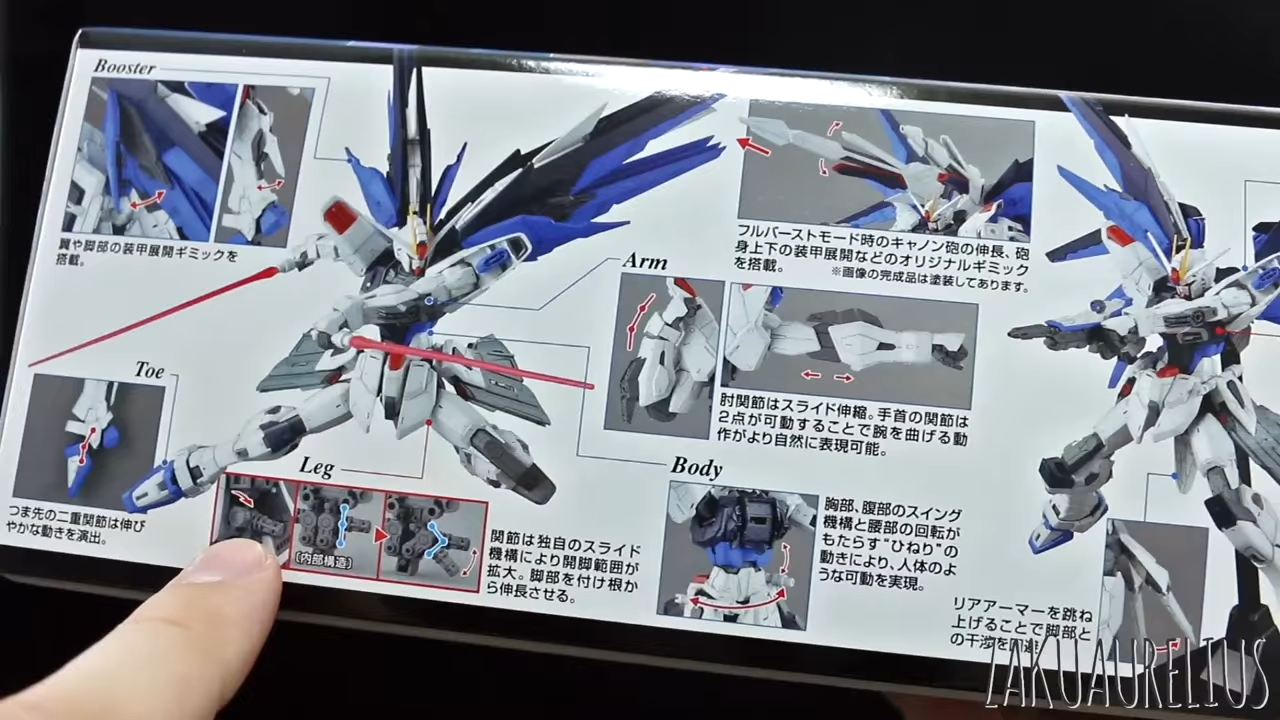 Booster
翼や脚部の装甲展開ギミックを
搭載。
フルバーストモード時のキャノン砲の伸長、砲
身上下の装甲展開などのオリジナルギミック
を搭載。
※画像の完成品は塗装してあります。
Arm
肘関節はスライド伸縮。手首の関節は
2点が可動することで腕を曲げる動
作がより自然に表現可能。
Toe
つま先の二重関節は伸び
やかな動きを演出。
Leg
(内部構造)
関節は独自のスライド
機構により開脚範囲が
拡大。脚部を付け根か
ら伸長させる。
Body
胸部、腹部のスイング
機構と腰部の回転が
もたらす"ひねり"の
動きにより、人体のよ
うな可動を実現。
リアアーマーを跳ね
上げることで脚部と
の干渉を回避
ZAKUAURELIUS